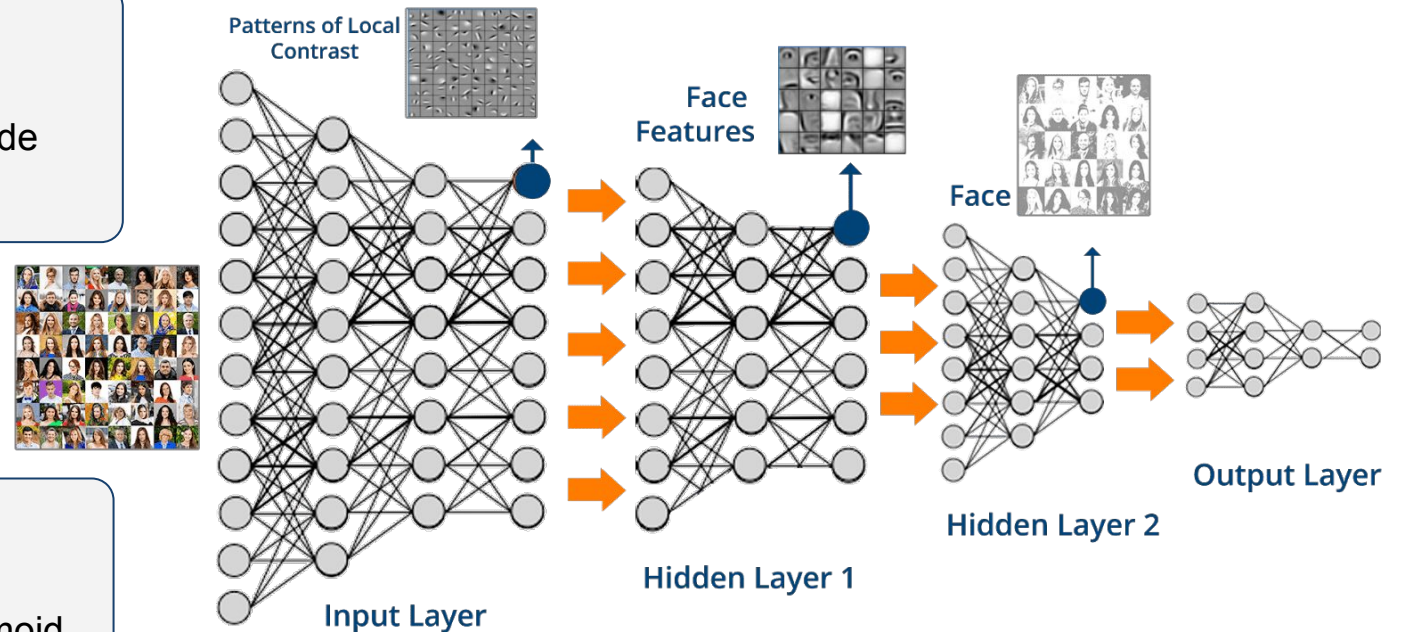 Patterns of Local
Contrast
de
Face
Features
Face
Output Layer
Hidden Layer 2
Hidden Layer 1
Input Layer
moid